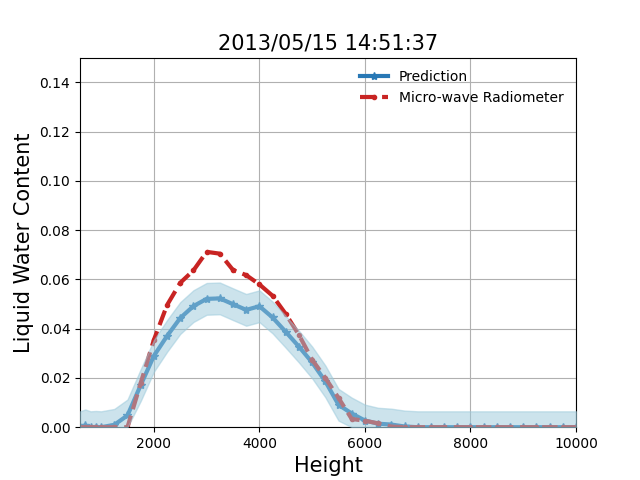 2013/05/15 14:51:37
Prediction
Micro-wave Radiometer
Liquid Water Content
0.14
0.12
0.10
0.08
0.06
0.04
0.02
0.00
2000 4000 6000 8000 10000
Height